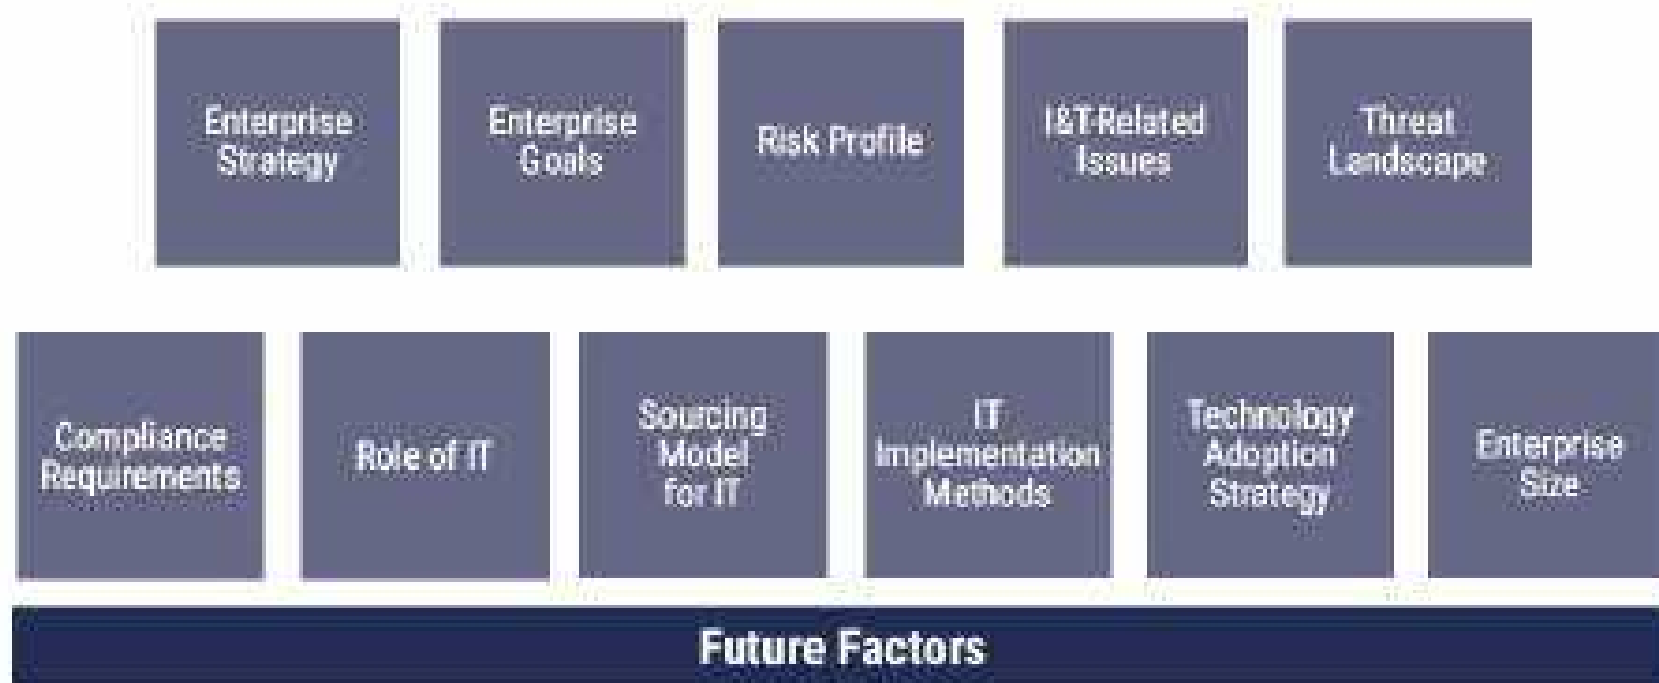 Enterprise
Strategy
Enterprise
Goals
Risk Profile
I&T-Related
Issues
Threat
Landscape
Compliance
Requirements
Role of IT
Sourcing
Model
for IT
IT
Implementation
Methods
Technology
Adoption
Strategy
Enterprise
Size
Future Factors